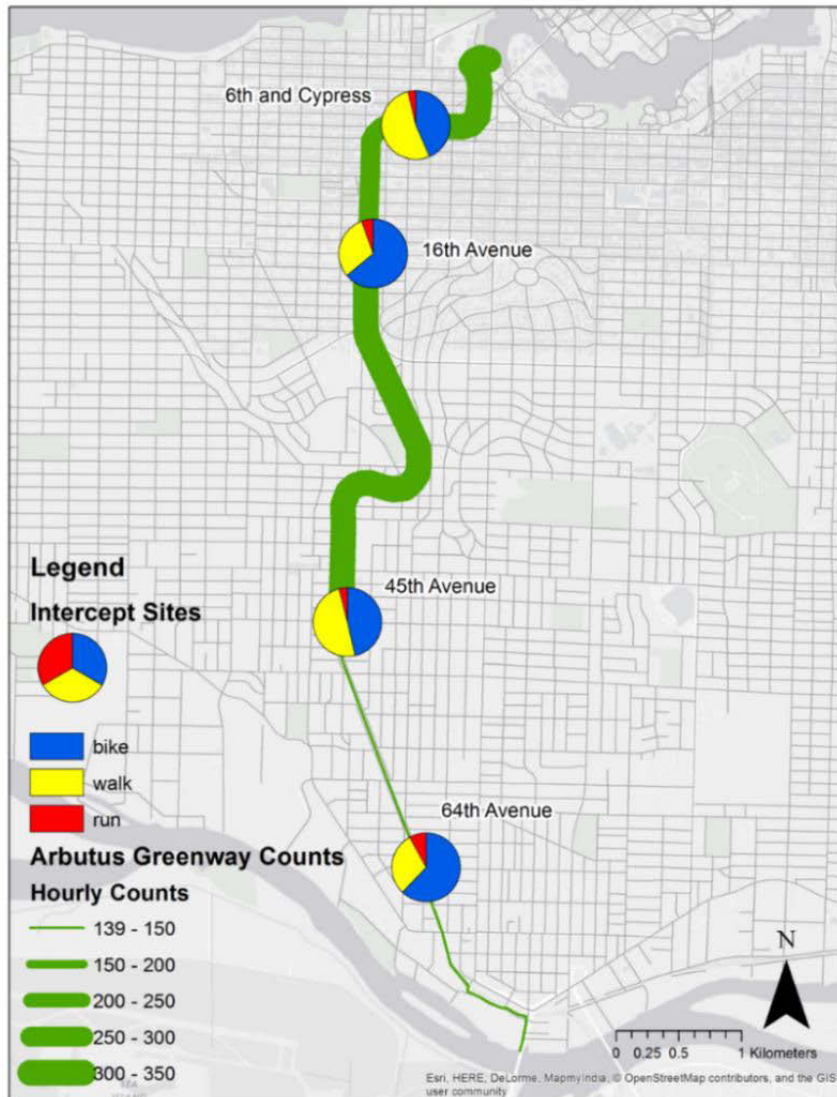 6th and Cypress
16th Avenue
45th Avenue
64th Avenue
Legend
Intercept Sites
bike
walk
run
Arbutus Greenway Counts
Hourly Counts
139 - 150
150 - 200
200 - 250
250 - 300
300 - 350
N
0 0.25 0.5 1 Kilometers
Esri, HERE, DeLorme, MapmyIndia, © OpenStreetMap contributors, and the GIS
user community